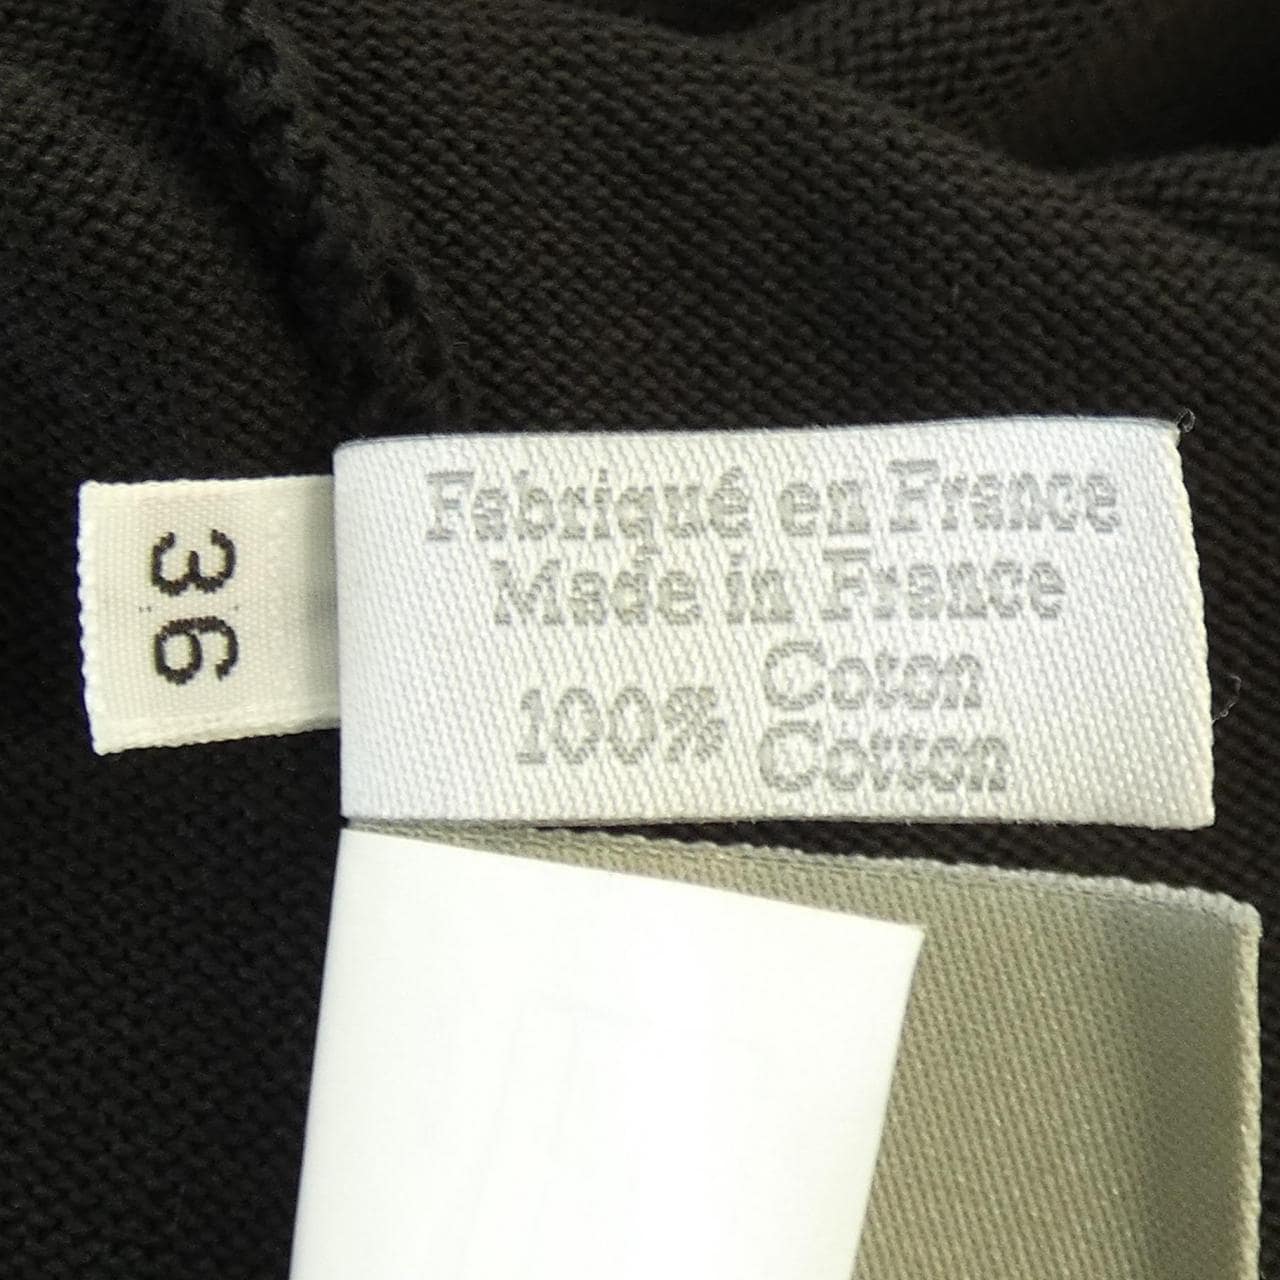 36
Fabriqué en France
Made in France
100% Coton
Cotton